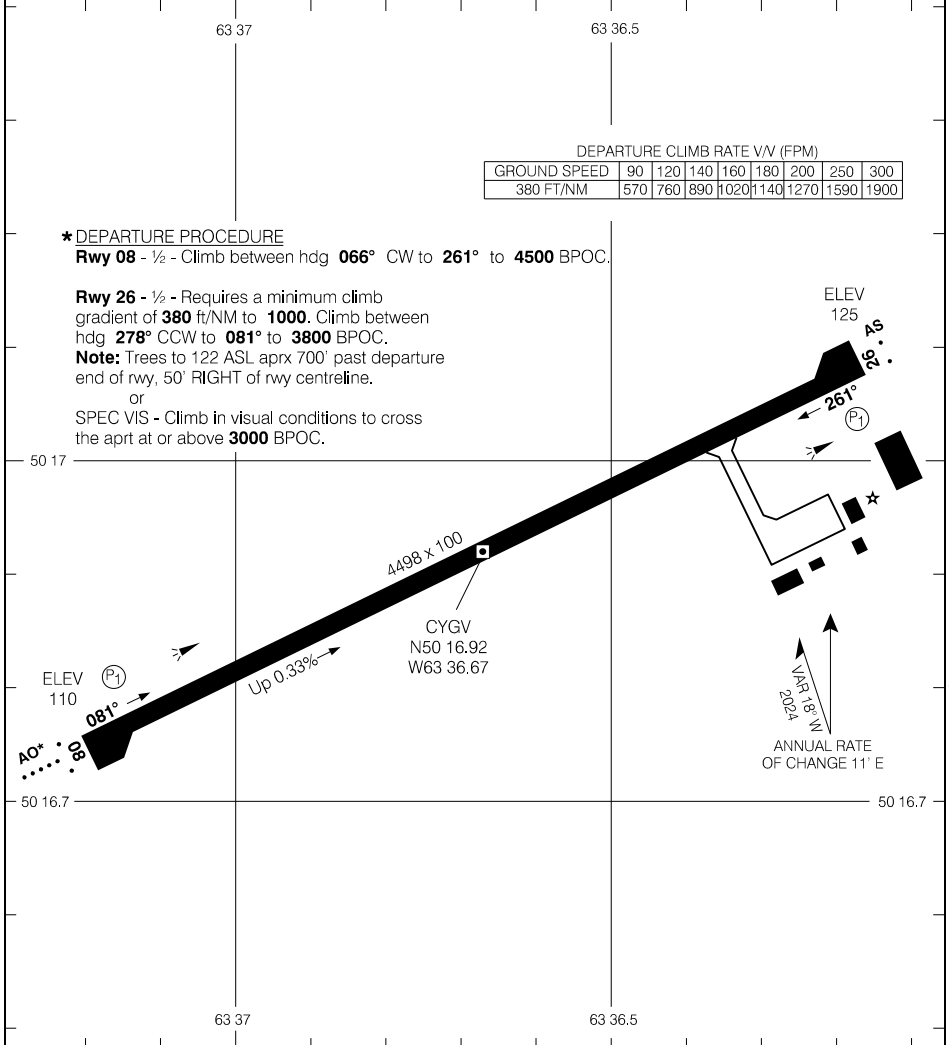 63 37
63 36.5
DEPARTURE CLIMB RATE V/V (FPM)
GROUND SPEED 90 120 140 160 180 200 250 300
380 FT/NM 570 760 890 1020 1140 1270 1590 1900
* DEPARTURE PROCEDURE
Rwy 08 - ½ - Climb between hdg 066° CW to 261° to 4500 BPOC.
Rwy 26 - ½ - Requires a minimum climb
gradient of 380 ft/NM to 1000. Climb between
hdg 278° CCW to 081° to 3800 BPOC.
Note: Trees to 122 ASL aprx 700' past departure
end of rwy, 50' RIGHT of rwy centreline.
or
SPEC VIS - Climb in visual conditions to cross
the aprt at or above 3000 BPOC.
ELEV
125
AS
26
261°
P1
50 17
4498 x 100
CYGV
N50 16.92
W63 36.67
Up 0.33%
ELEV
110
P1
081°
08
AO*
VAR 18° W
2024
ANNUAL RATE
OF CHANGE 11' E
50 16.7
50 16.7
63 37
63 36.5